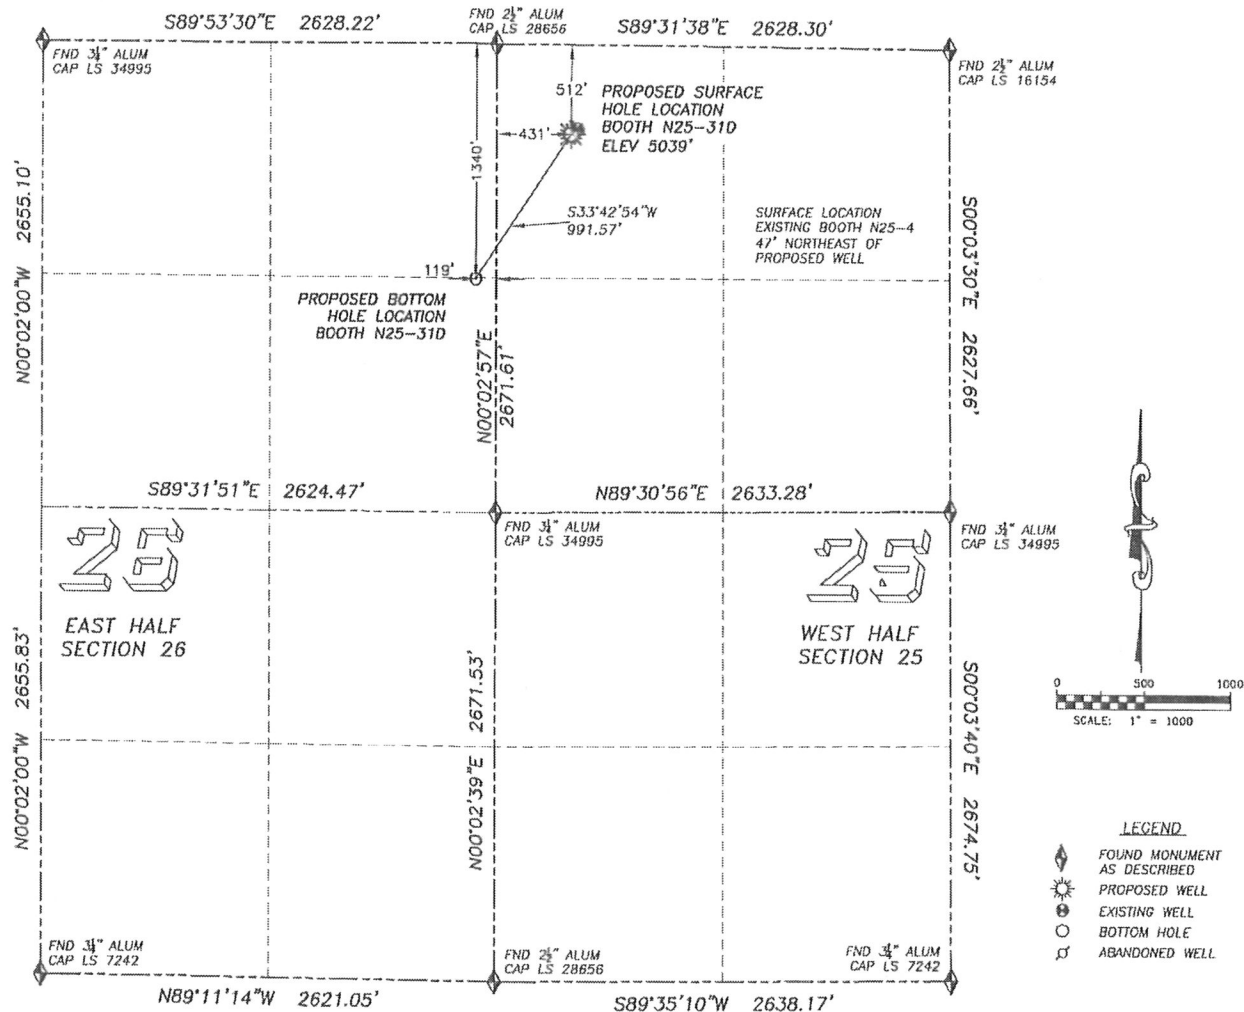 S89°53'30"E 2628.22'
FND 2½" ALUM
CAP LS 28656
S89°31'38"E 2628.30'
FND 3¼" ALUM
CAP LS 34995
FND 2½" ALUM
CAP LS 16154
512'
PROPOSED SURFACE
HOLE LOCATION
BOOTH N25-31D
ELEV 5039'
431'
1340'
N00°02'00"W 2655.10'
S33°42'54"W
991.57'
SURFACE LOCATION
EXISTING BOOTH N25-4
47' NORTHEAST OF
PROPOSED WELL
S00°03'30"E 2627.66'
119'
PROPOSED BOTTOM
HOLE LOCATION
BOOTH N25-31D
N00°02'57"E
2671.61'
S89°31'51"E 2624.47'
N89°30'56"E 2633.28'
FND 3¼" ALUM
CAP LS 34995
FND 3¼" ALUM
CAP LS 34995
26
EAST HALF
SECTION 26
25
WEST HALF
SECTION 25
N00°02'00"W 2655.83'
N00°02'39"E 2671.53'
S00°03'40"E 2674.75'
0 500 1000
SCALE: 1" = 1000
LEGEND
FOUND MONUMENT
AS DESCRIBED
PROPOSED WELL
EXISTING WELL
BOTTOM HOLE
ABANDONED WELL
FND 3¼" ALUM
CAP LS 7242
FND 2½" ALUM
CAP LS 28656
FND 3¼" ALUM
CAP LS 7242
N89°11'14"W 2621.05'
S89°35'10"W 2638.17'